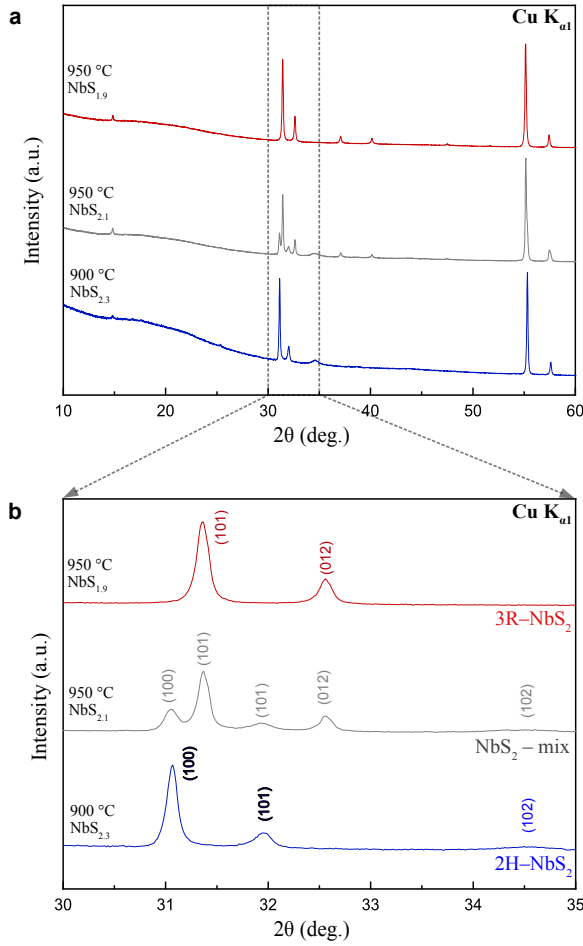 a
Cu Kα1
950 °C
NbS1.9
950 °C
NbS2.1
900 °C
NbS2.3
Intensity (a.u.)
10 20 30 40 50 60
2θ (deg.)
b
Cu Kα1
950 °C
NbS1.9
(101)
(012)
3R–NbS2
950 °C
NbS2.1
(100)
(101)
(101)
(012)
(102)
NbS2 – mix
900 °C
NbS2.3
(100)
(101)
(102)
2H–NbS2
Intensity (a.u.)
30 31 32 33 34 35
2θ (deg.)